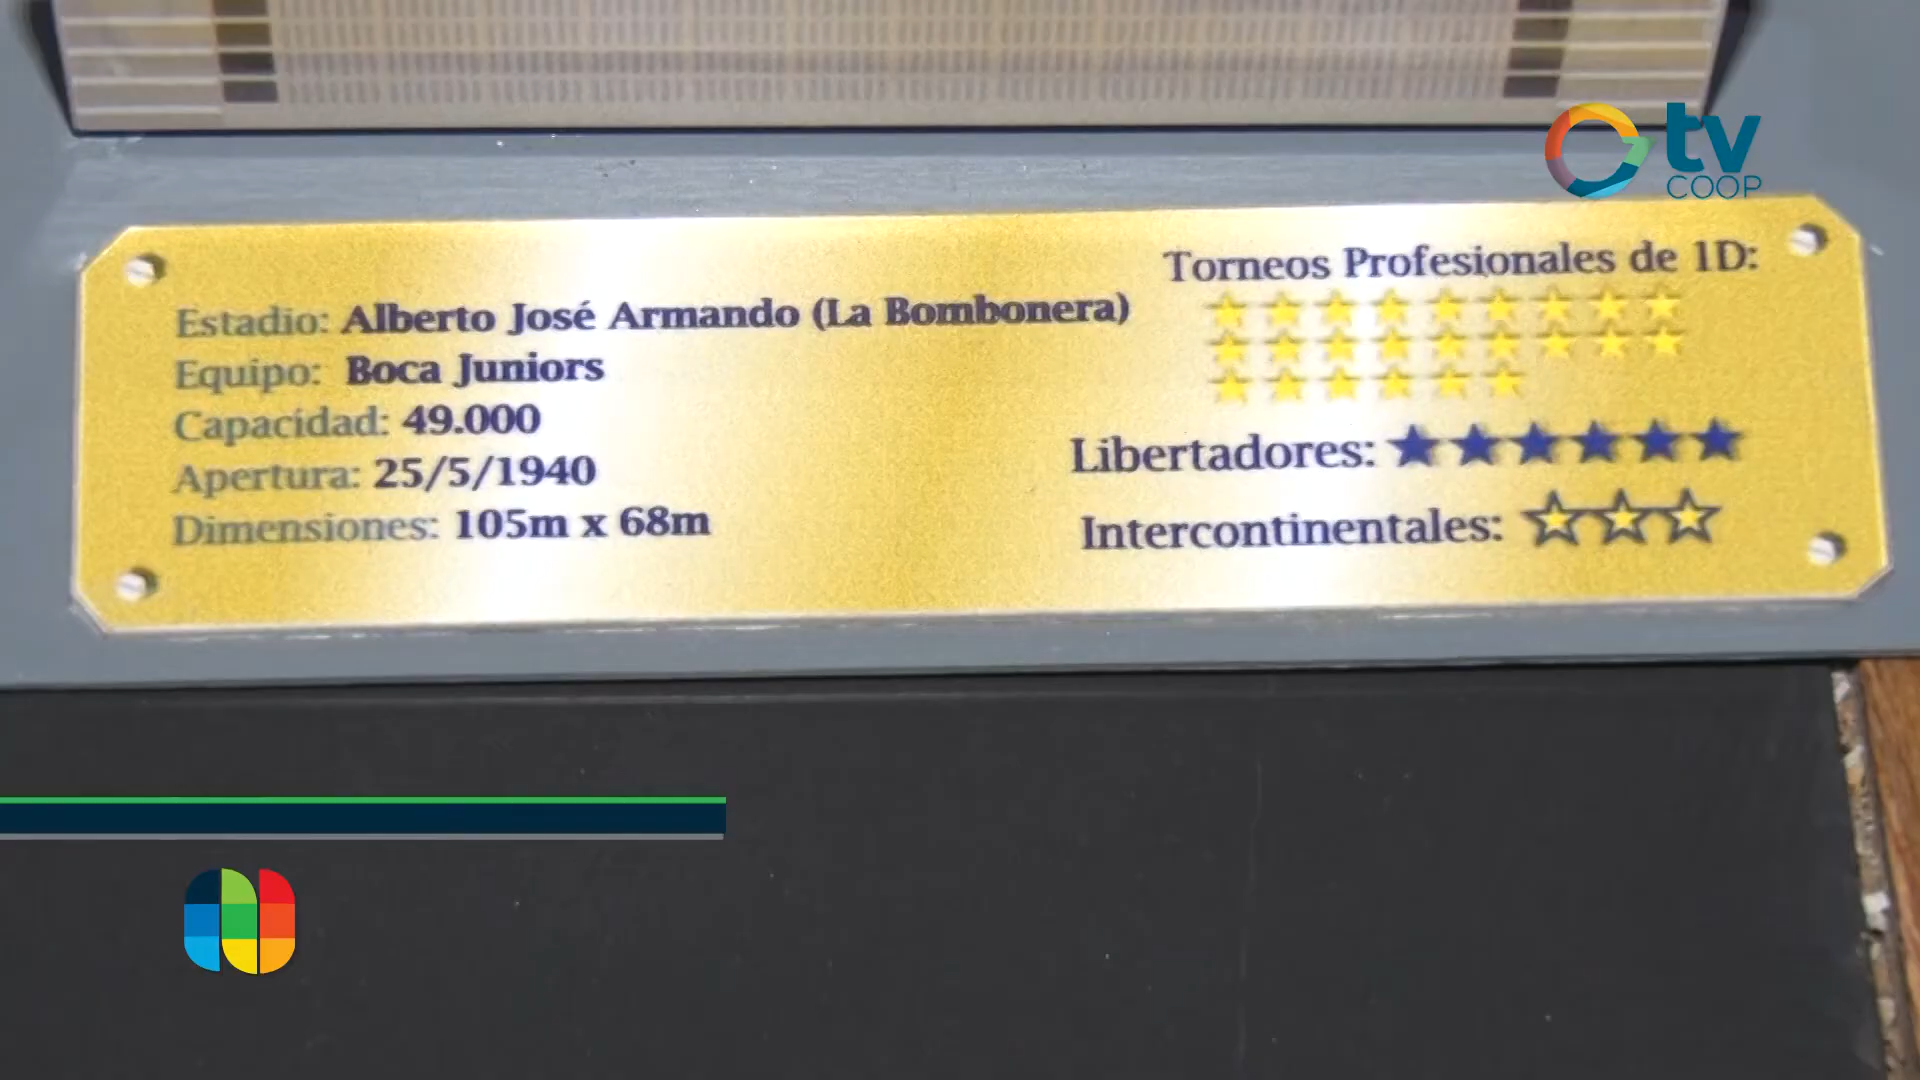 tv
COOP
Estadio: Alberto José Armando (La Bombonera)
Equipo: Boca Juniors
Capacidad: 49.000
Apertura: 25/5/1940
Dimensiones: 105m x 68m
Torneos Profesionales de 1D:
Libertadores:
Intercontinentales: